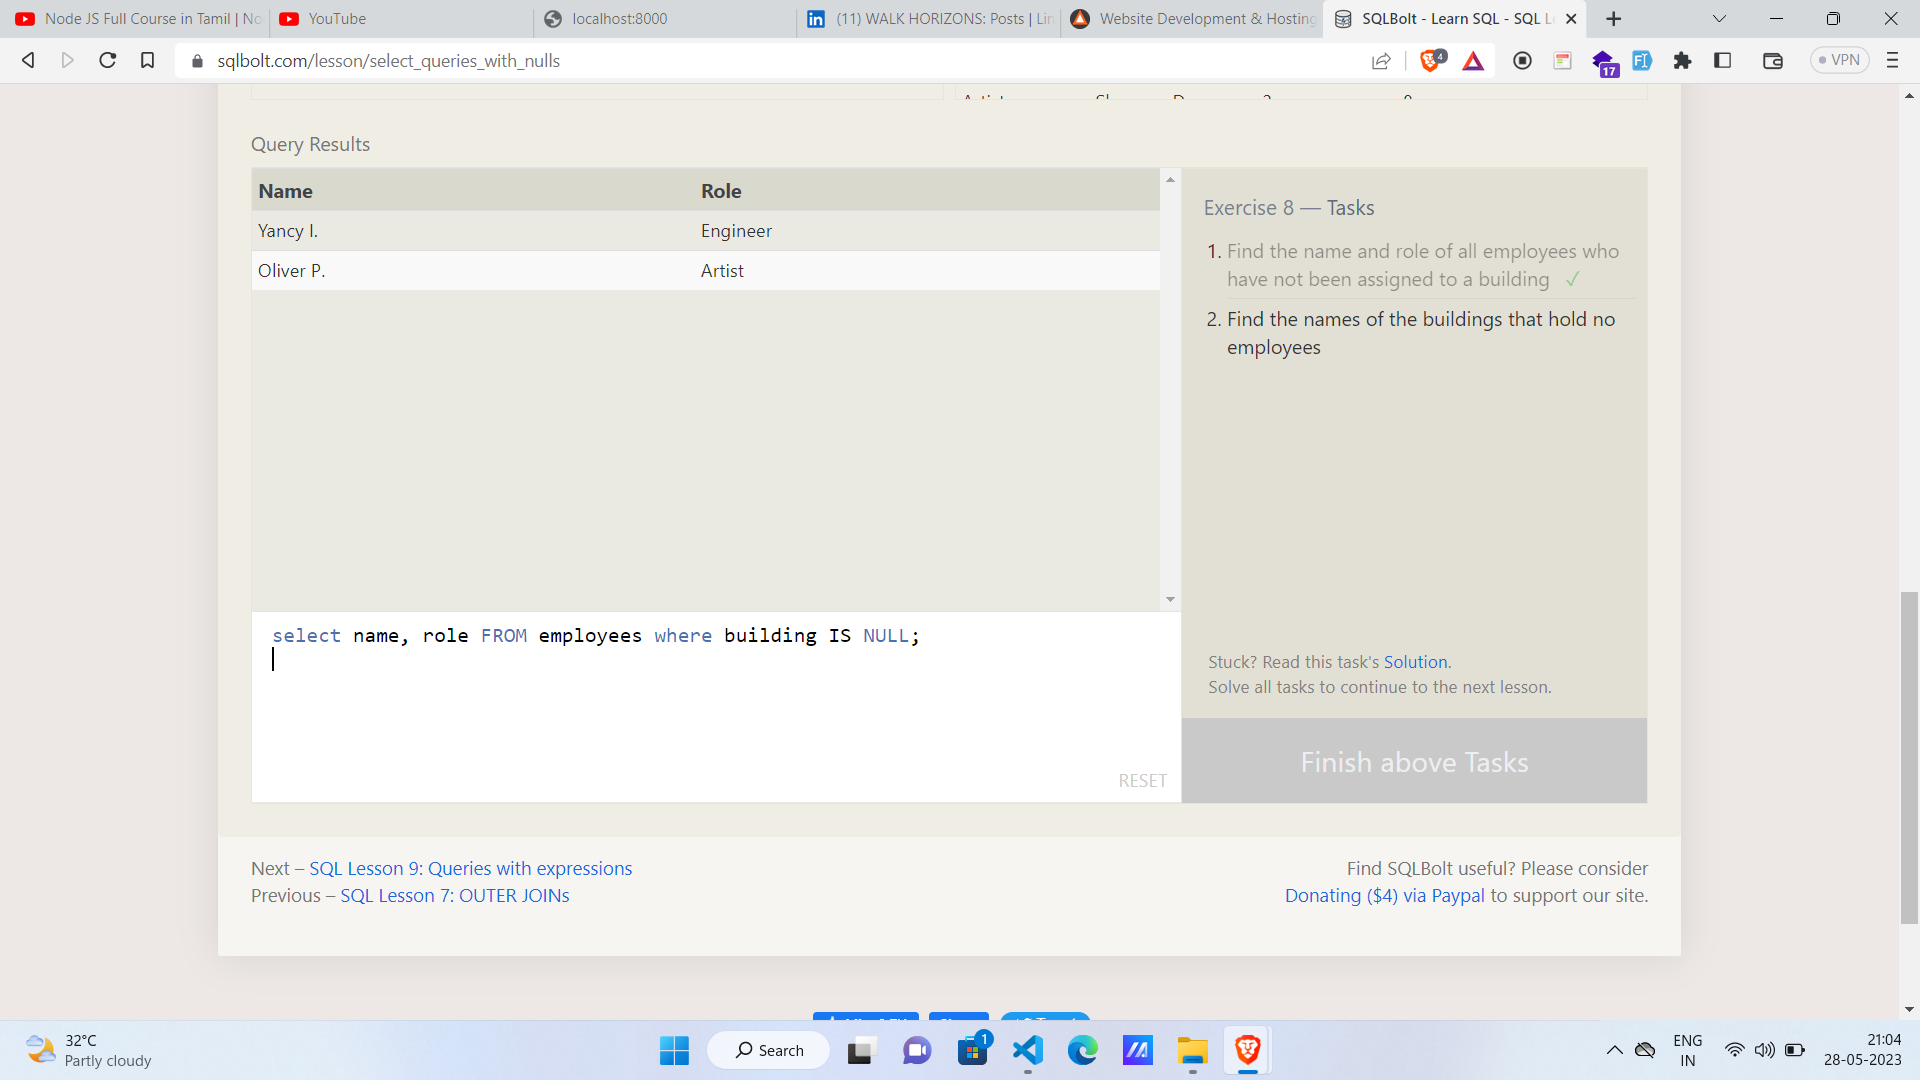 Node JS Full Course in Tamil | No
YouTube
localhost:8000
(11) WALK HORIZONS: Posts | Lin
Website Development & Hosting
SQLBolt - Learn SQL - SQL L
sqlbolt.com/lesson/select_queries_with_nulls
4
17
VPN
Query Results
Name Role
Yancy I. Engineer
Oliver P. Artist
Exercise 8 — Tasks
1. Find the name and role of all employees who
have not been assigned to a building ✓
2. Find the names of the buildings that hold no
employees
select name, role FROM employees where building IS NULL;
RESET
Stuck? Read this task's Solution.
Solve all tasks to continue to the next lesson.
Finish above Tasks
Next – SQL Lesson 9: Queries with expressions
Previous – SQL Lesson 7: OUTER JOINs
Find SQLBolt useful? Please consider
Donating ($4) via Paypal to support our site.
32°C
Partly cloudy
Search
1
ENG
IN
21:04
28-05-2023